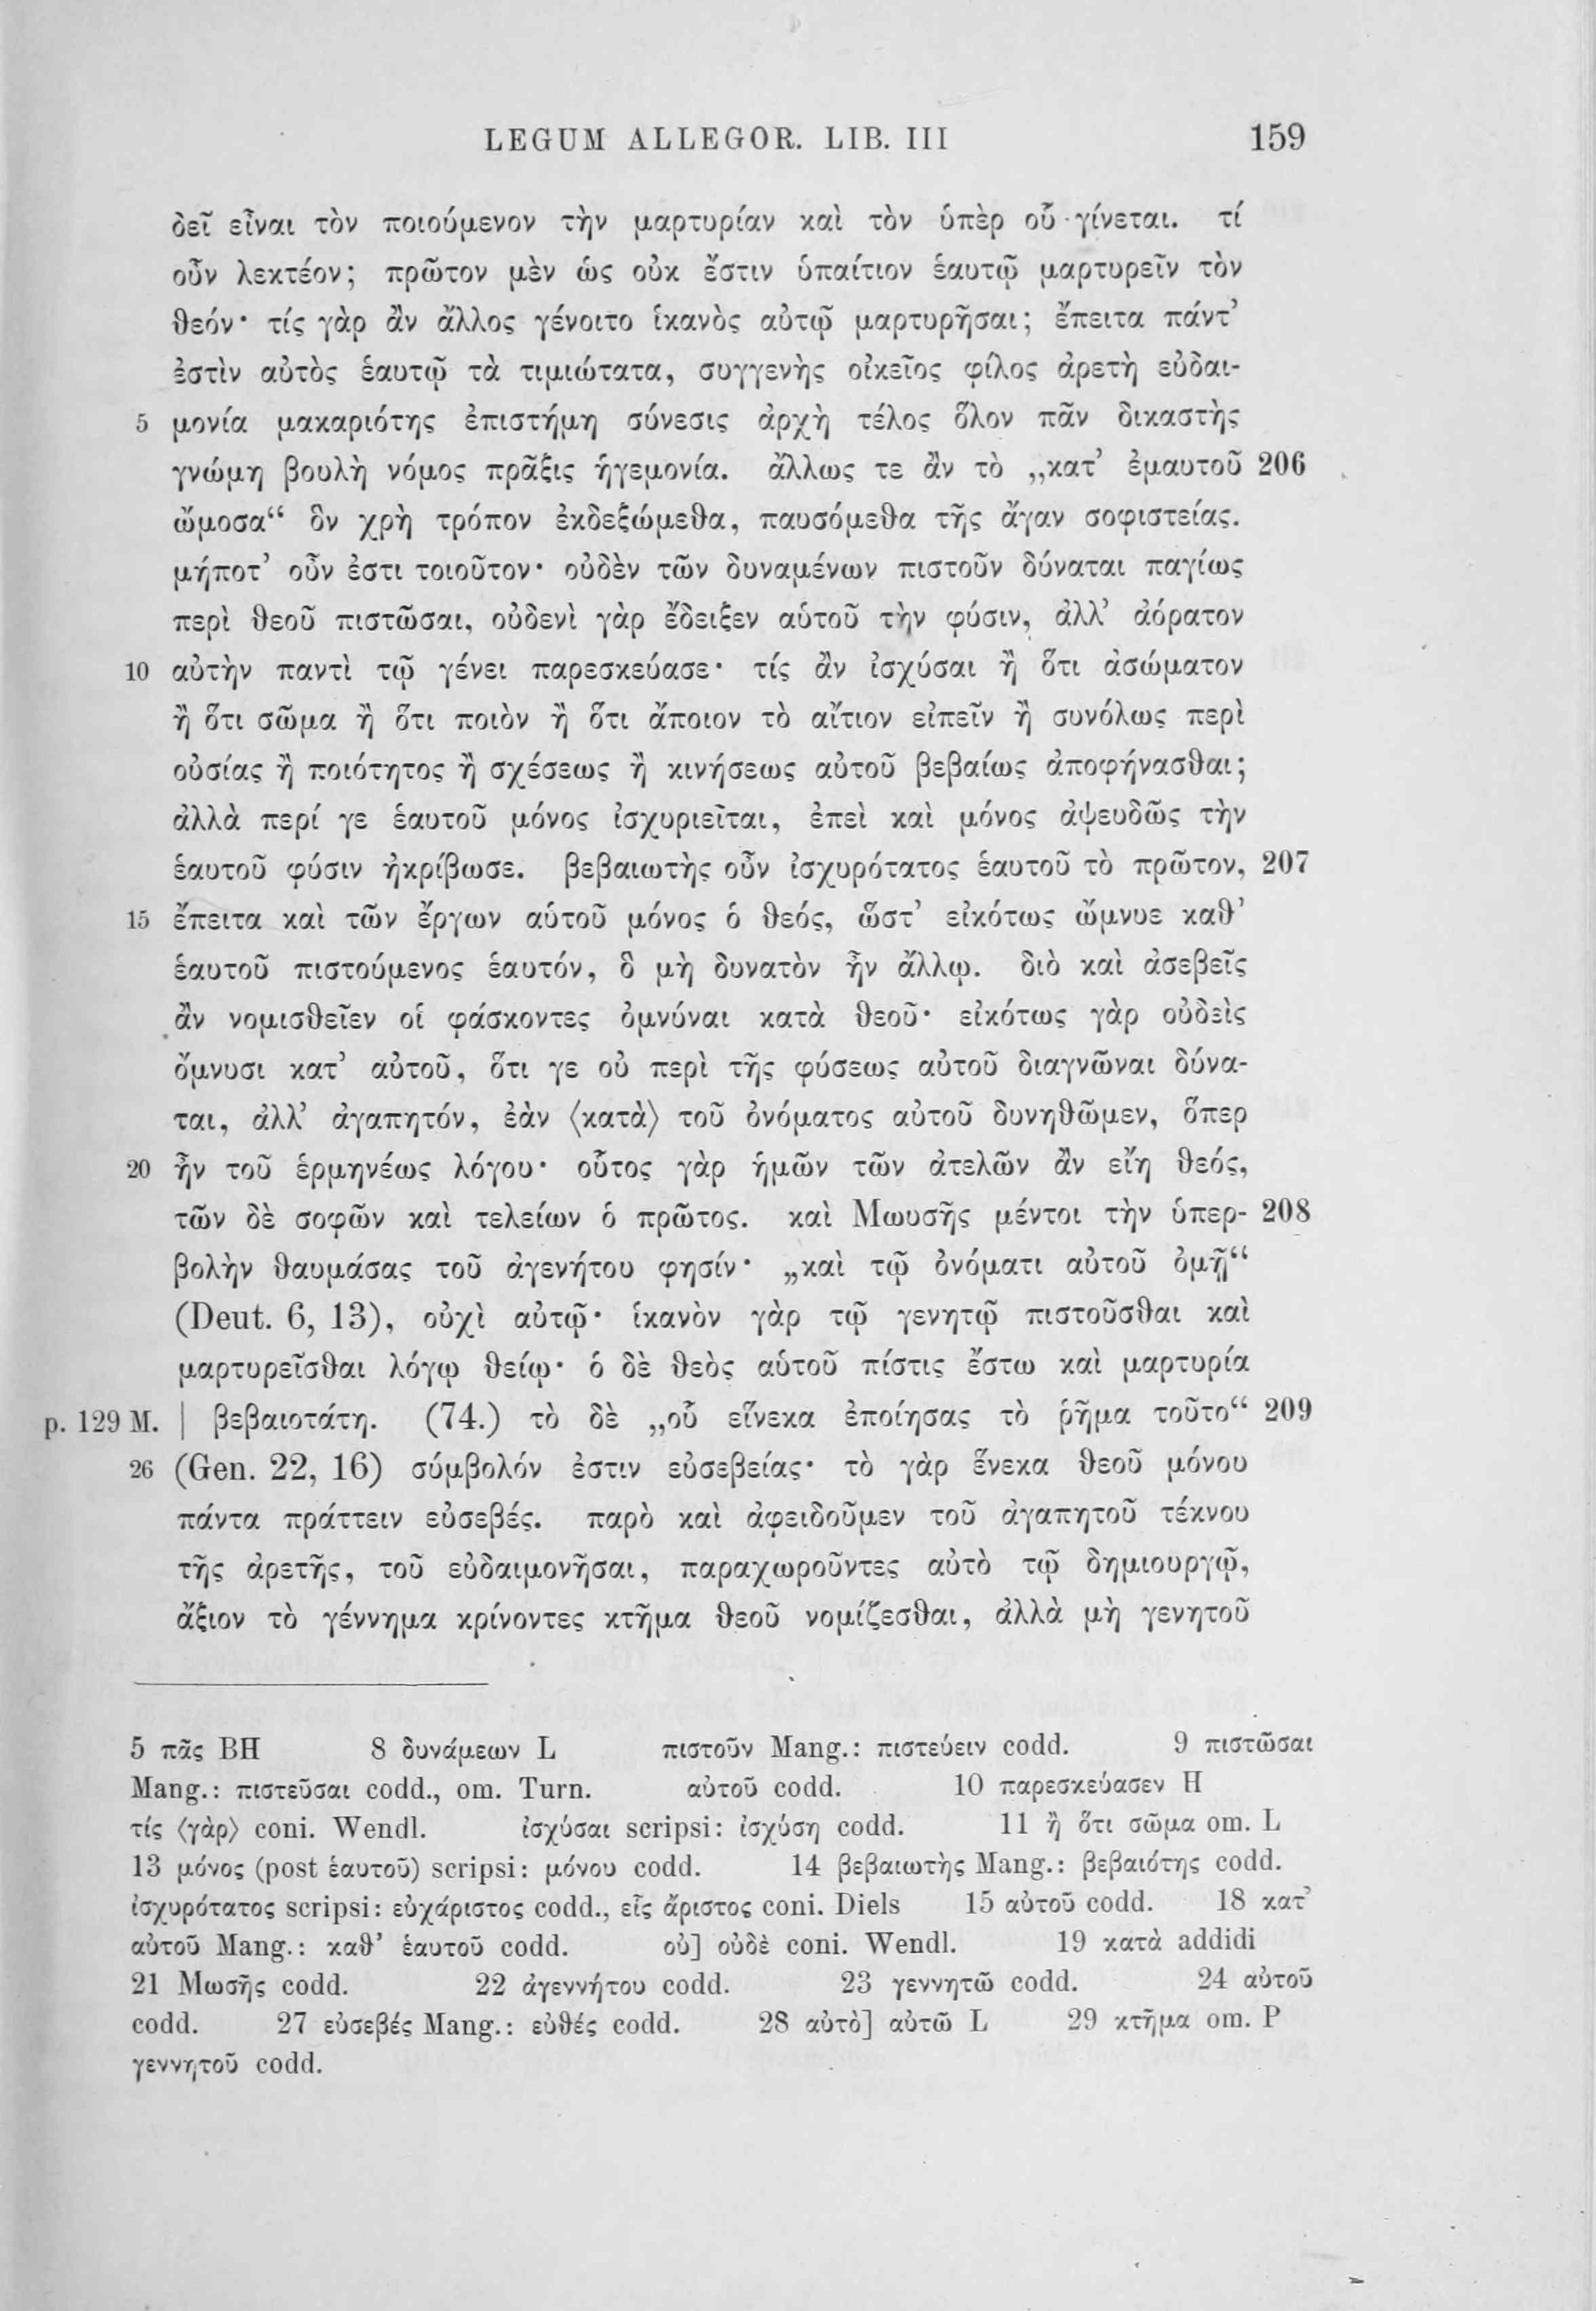 LEGUM ALLEGOR. LIB. III 159
δεῖ εἶναι τὸν ποιούμενον τὴν μαρτυρίαν καὶ τὸν ὑπὲρ οὗ γίνεται. τί
οὖν λεκτέον; πρῶτον μὲν ὡς οὐκ ἔστιν ὑπαίτιον ἑαυτῷ μαρτυρεῖν τὸν
θεόν· τίς γὰρ ἂν ἄλλος γένοιτο ἱκανὸς αὐτῷ μαρτυρῆσαι; ἔπειτα πάντ’
ἐστὶν αὐτὸς ἑαυτῷ τὰ τιμιώτατα, συγγενὴς οἰκεῖος φίλος ἀρετὴ εὐδαι-
5 μονία μακαριότης ἐπιστήμη σύνεσις ἀρχὴ τέλος ὅλον πᾶν δικαστὴς
γνώμη βουλὴ νόμος πρᾶξις ἡγεμονία. ἄλλως τε ἂν τὸ „κατ’ ἐμαυτοῦ 206
ὤμοσα“ ὃν χρὴ τρόπον ἐκδεξώμεθα, παυσόμεθα τῆς ἄγαν σοφιστείας.
μήποτ’ οὖν ἐστι τοιοῦτον· οὐδὲν τῶν δυναμένων πιστοῦν δύναται παγίως
περὶ θεοῦ πιστῶσαι, οὐδενὶ γὰρ ἔδειξεν αὑτοῦ τὴν φύσιν, ἀλλ’ ἀόρατον
10 αὐτὴν παντὶ τῷ γένει παρεσκεύασε· τίς ἂν ἰσχύσαι ἢ ὅτι ἀσώματον
ἢ ὅτι σῶμα ἢ ὅτι ποιὸν ἢ ὅτι ἄποιον τὸ αἴτιον εἰπεῖν ἢ συνόλως περὶ
οὐσίας ἢ ποιότητος ἢ σχέσεως ἢ κινήσεως αὐτοῦ βεβαίως ἀποφήνασθαι;
ἀλλὰ περί γε ἑαυτοῦ μόνος ἰσχυριεῖται, ἐπεὶ καὶ μόνος ἀψευδῶς τὴν
ἑαυτοῦ φύσιν ἠκρίβωσε. βεβαιωτὴς οὖν ἰσχυρότατος ἑαυτοῦ τὸ πρῶτον, 207
15 ἔπειτα καὶ τῶν ἔργων αὑτοῦ μόνος ὁ θεός, ὥστ’ εἰκότως ὤμνυε καθ’
ἑαυτοῦ πιστούμενος ἑαυτόν, ὃ μὴ δυνατὸν ἦν ἄλλῳ. διὸ καὶ ἀσεβεῖς
ἂν νομισθεῖεν οἱ φάσκοντες ὀμνύναι κατὰ θεοῦ· εἰκότως γὰρ οὐδεὶς
ὄμνυσι κατ’ αὐτοῦ, ὅτι γε οὐ περὶ τῆς φύσεως αὐτοῦ διαγνῶναι δύνα-
ται, ἀλλ’ ἀγαπητόν, ἐὰν ⟨κατὰ⟩ τοῦ ὀνόματος αὐτοῦ δυνηθῶμεν, ὅπερ
20 ἦν τοῦ ἑρμηνέως λόγου· οὗτος γὰρ ἡμῶν τῶν ἀτελῶν ἂν εἴη θεός,
τῶν δὲ σοφῶν καὶ τελείων ὁ πρῶτος. καὶ Μωυσῆς μέντοι τὴν ὑπερ- 208
βολὴν θαυμάσας τοῦ ἀγενήτου φησίν· „καὶ τῷ ὀνόματι αὐτοῦ ὀμῇ“
(Deut. 6, 13), οὐχὶ αὐτῷ· ἱκανὸν γὰρ τῷ γενητῷ πιστοῦσθαι καὶ
μαρτυρεῖσθαι λόγῳ θείῳ· ὁ δὲ θεὸς αὑτοῦ πίστις ἔστω καὶ μαρτυρία
p. 129 M. | βεβαιοτάτη. (74.) τὸ δὲ „οὗ εἵνεκα ἐποίησας τὸ ῥῆμα τοῦτο“ 209
26 (Gen. 22, 16) σύμβολόν ἐστιν εὐσεβείας· τὸ γὰρ ἕνεκα θεοῦ μόνου
πάντα πράττειν εὐσεβές. παρὸ καὶ ἀφειδοῦμεν τοῦ ἀγαπητοῦ τέκνου
τῆς ἀρετῆς, τοῦ εὐδαιμονῆσαι, παραχωροῦντες αὐτὸ τῷ δημιουργῷ,
ἄξιον τὸ γέννημα κρίνοντες κτῆμα θεοῦ νομίζεσθαι, ἀλλὰ μὴ γενητοῦ
5 πᾶς BH 8 δυνάμεων L πιστοῦν Mang.: πιστεύειν codd. 9 πιστῶσαι
Mang.: πιστεῦσαι codd., om. Turn. αὐτοῦ codd. 10 παρεσκεύασεν H
τίς ⟨γὰρ⟩ coni. Wendl. ἰσχύσαι scripsi: ἰσχύση codd. 11 ἢ ὅτι σῶμα om. L
13 μόνος (post ἑαυτοῦ) scripsi: μόνου codd. 14 βεβαιωτὴς Mang.: βεβαιότης codd.
ἰσχυρότατος scripsi: εὐχάριστος codd., εἷς ἄριστος coni. Diels 15 αὐτοῦ codd. 18 κατ’
αὐτοῦ Mang.: καθ’ ἑαυτοῦ codd. οὐ] οὐδὲ coni. Wendl. 19 κατὰ addidi
21 Μωσῆς codd. 22 ἀγεννήτου codd. 23 γεννητῶ codd. 24 αὐτοῦ
codd. 27 εὐσεβές Mang.: εὐθές codd. 28 αὐτὸ] αὐτῶ L 29 κτῆμα om. P
γεννητοῦ codd.